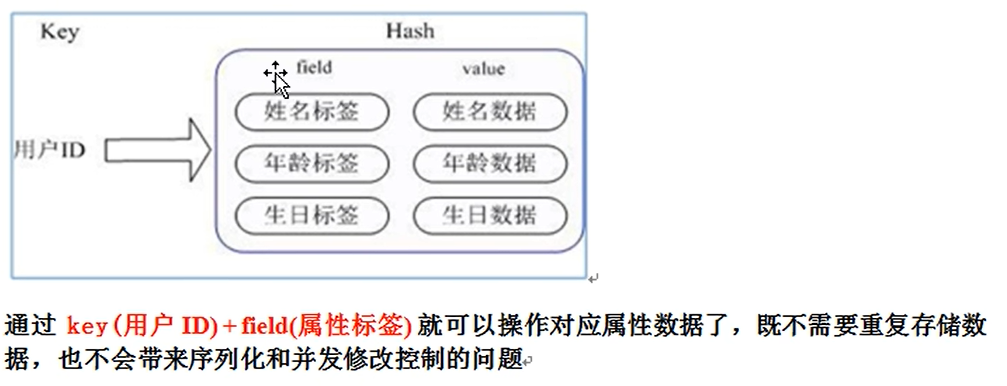 Key Hash
field value
姓名标签 姓名数据
用户ID 年龄标签 年龄数据
生日标签 生日数据
通过 key(用户 ID) + field(属性标签) 就可以操作对应属性数据了，既不需要重复存储数
据，也不会带来序列化和并发修改控制的问题